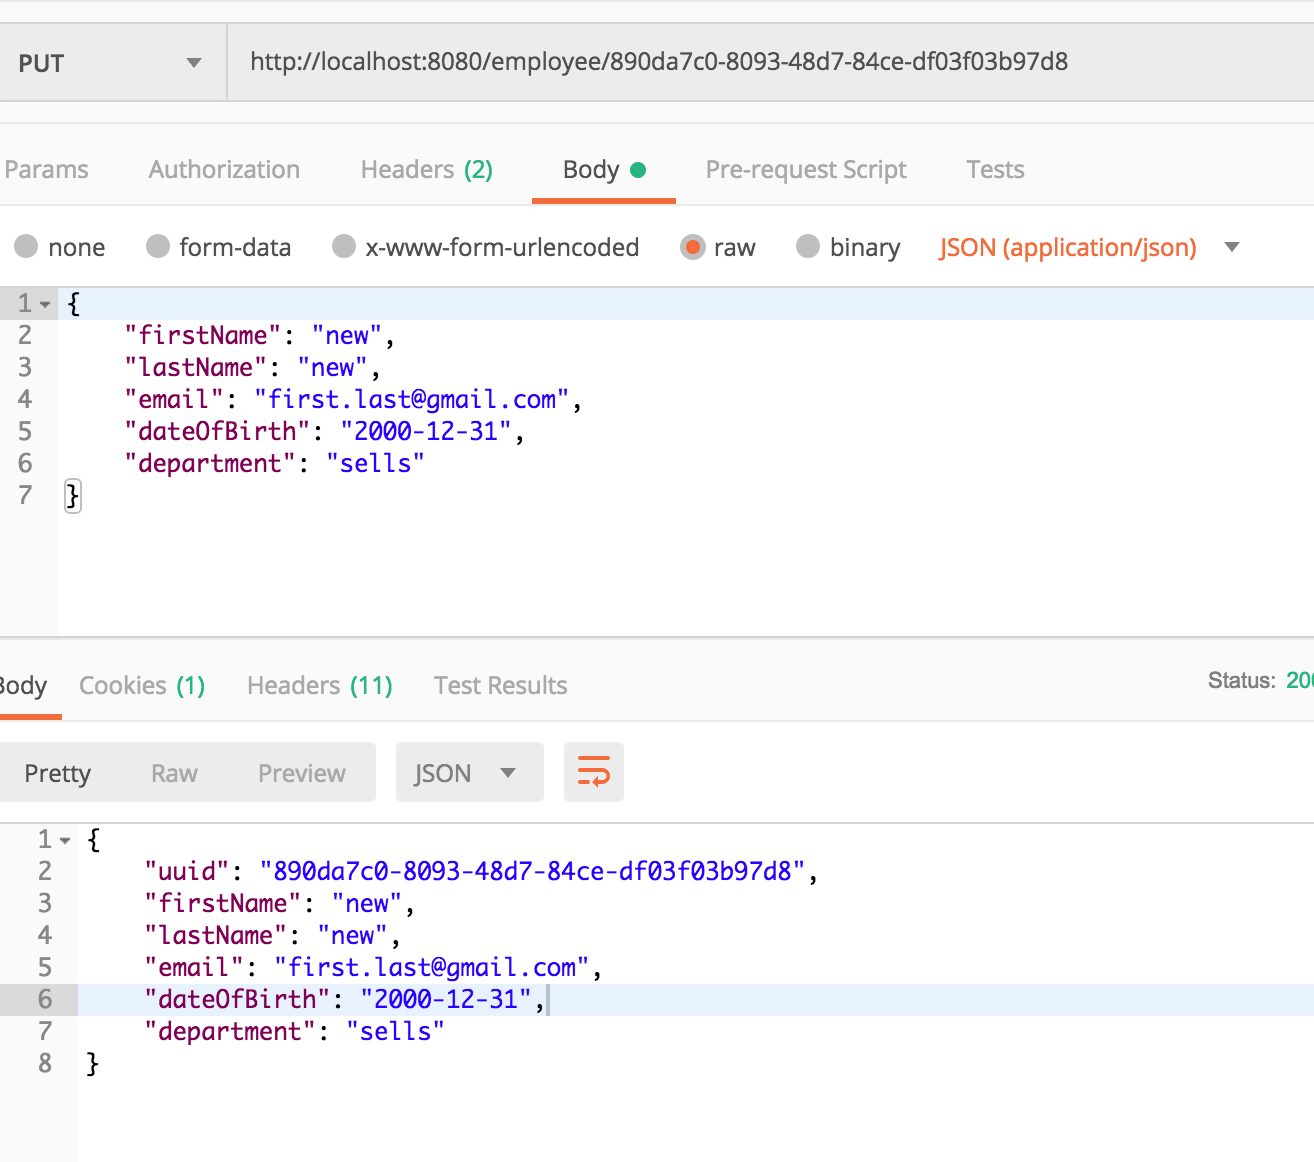 PUT http://localhost:8080/employee/890da7c0-8093-48d7-84ce-df03f03b97d8
Params Authorization Headers (2) Body Pre-request Script Tests
none form-data x-www-form-urlencoded raw binary JSON (application/json)
1 {
2 "firstName": "new",
3 "lastName": "new",
4 "email": "first.last@gmail.com",
5 "dateOfBirth": "2000-12-31",
6 "department": "sells"
7 }
Body Cookies (1) Headers (11) Test Results Status: 200
Pretty Raw Preview JSON
1 {
2 "uuid": "890da7c0-8093-48d7-84ce-df03f03b97d8",
3 "firstName": "new",
4 "lastName": "new",
5 "email": "first.last@gmail.com",
6 "dateOfBirth": "2000-12-31",
7 "department": "sells"
8 }